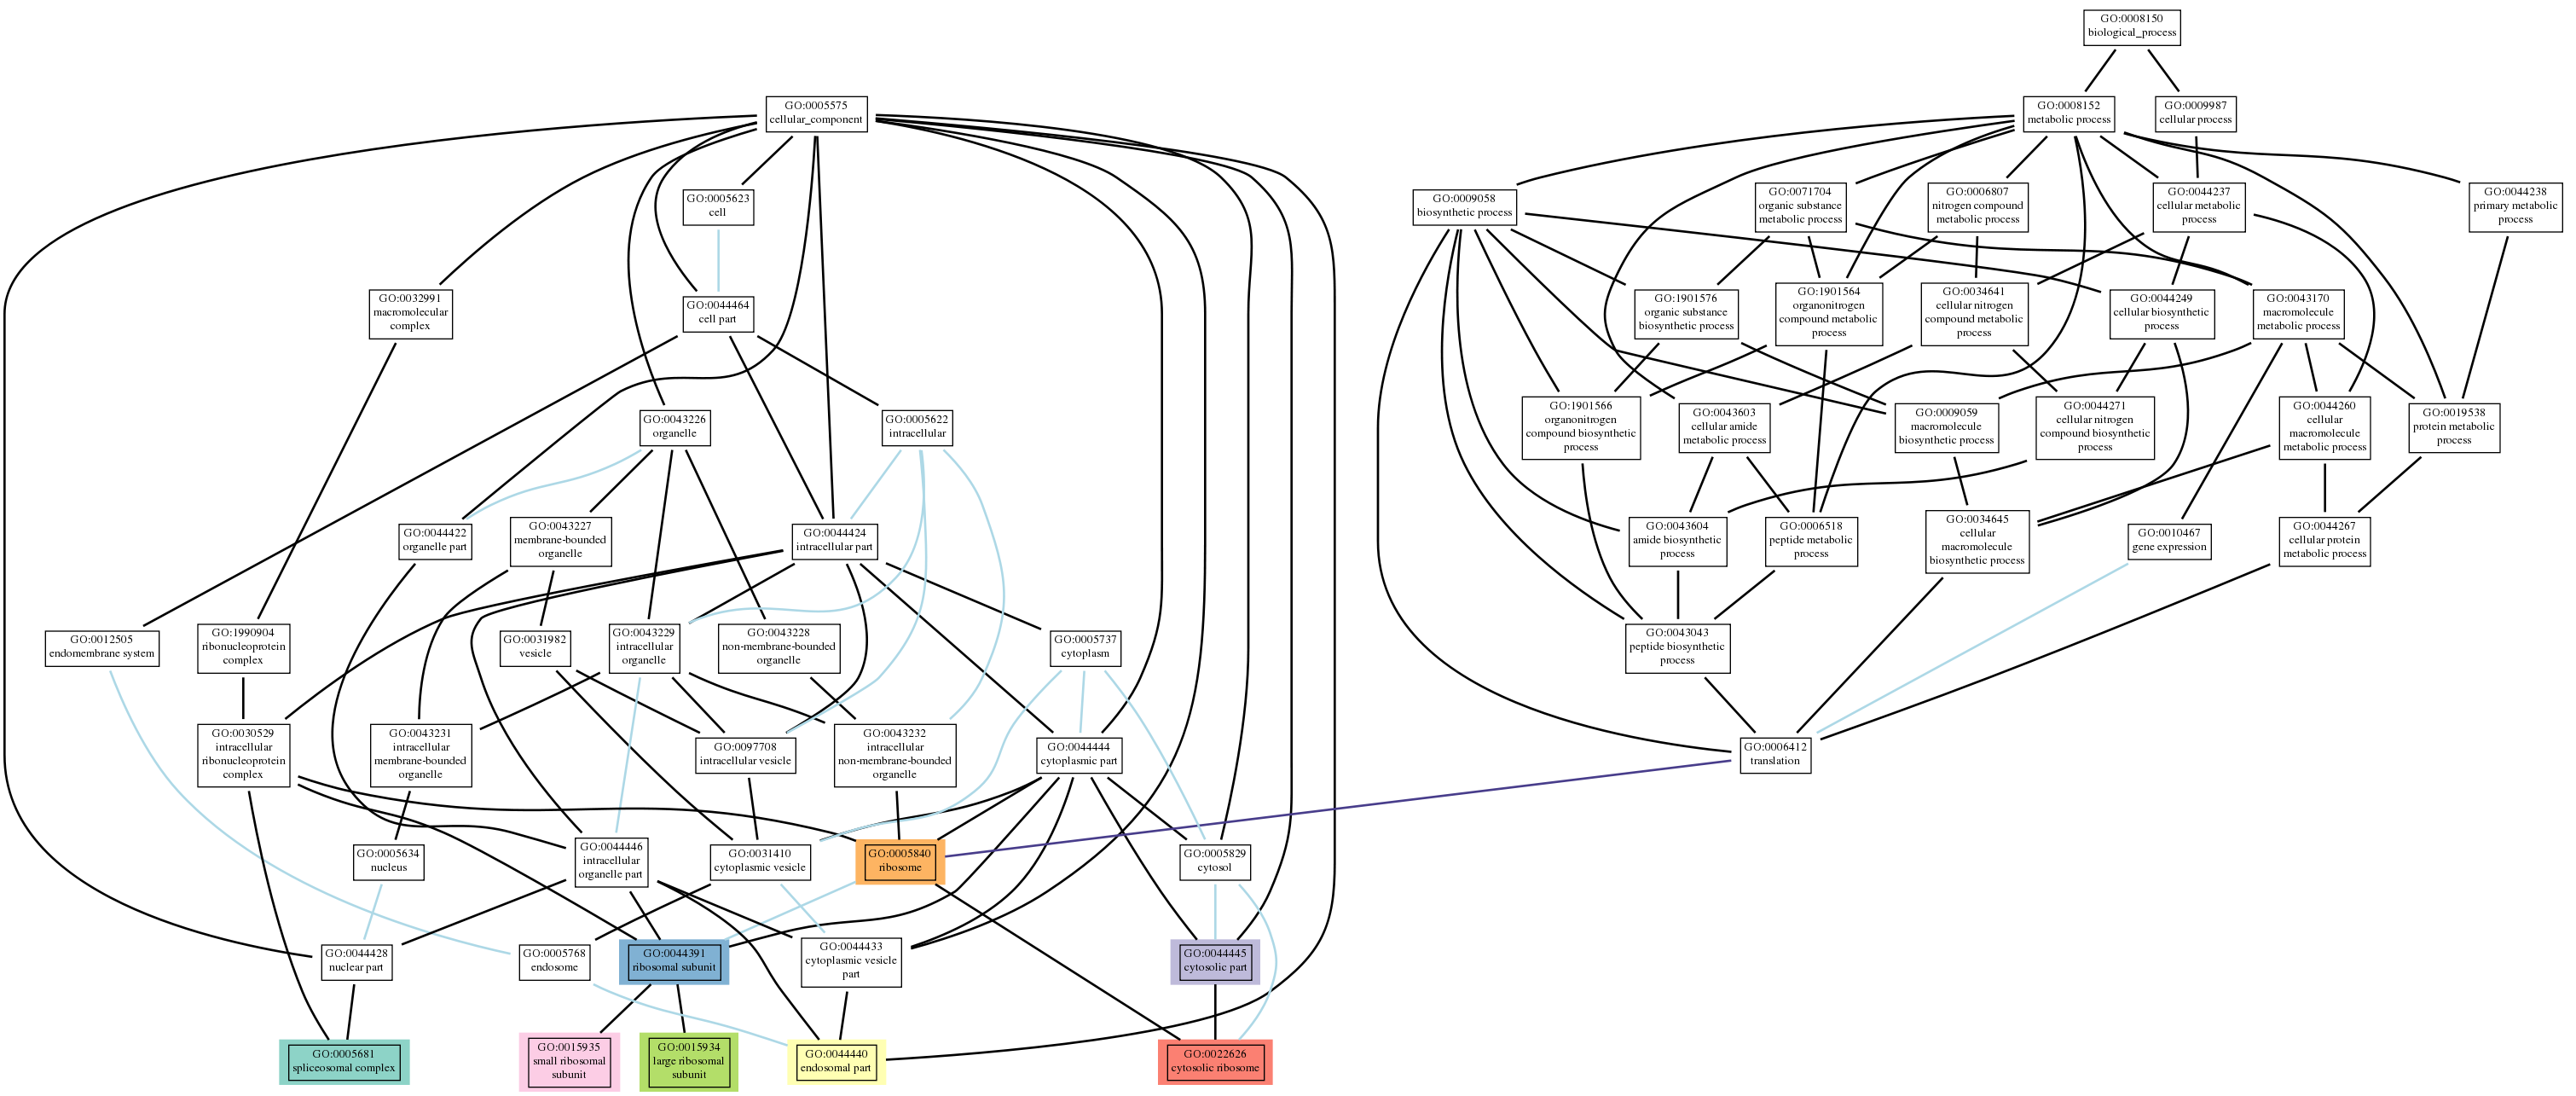 GO:0008150
biological_process
GO:0005575
cellular_component
GO:0008152
metabolic process
GO:0009987
cellular process
GO:0005623
cell
GO:0009058
biosynthetic process
GO:0071704
organic substance
metabolic process
GO:0006807
nitrogen compound
metabolic process
GO:0044237
cellular metabolic
process
GO:0044238
primary metabolic
process
GO:0032991
macromolecular
complex
GO:0044464
cell part
GO:1901576
organic substance
biosynthetic process
GO:1901564
organonitrogen
compound metabolic
process
GO:0034641
cellular nitrogen
compound metabolic
process
GO:0044249
cellular biosynthetic
process
GO:0043170
macromolecule
metabolic process
GO:0043226
organelle
GO:0005622
intracellular
GO:1901566
organonitrogen
compound biosynthetic
process
GO:0043603
cellular amide
metabolic process
GO:0009059
macromolecule
biosynthetic process
GO:0044271
cellular nitrogen
compound biosynthetic
process
GO:0044260
cellular
macromolecule
metabolic process
GO:0019538
protein metabolic
process
GO:0044422
organelle part
GO:0043227
membrane-bounded
organelle
GO:0044424
intracellular part
GO:0043604
amide biosynthetic
process
GO:0006518
peptide metabolic
process
GO:0034645
cellular
macromolecule
biosynthetic process
GO:0010467
gene expression
GO:0044267
cellular protein
metabolic process
GO:0012505
endomembrane system
GO:1990904
ribonucleoprotein
complex
GO:0031982
vesicle
GO:0043229
intracellular
organelle
GO:0043228
non-membrane-bounded
organelle
GO:0005737
cytoplasm
GO:0043043
peptide biosynthetic
process
GO:0030529
intracellular
ribonucleoprotein
complex
GO:0043231
intracellular
membrane-bounded
organelle
GO:0097708
intracellular vesicle
GO:0043232
intracellular
non-membrane-bounded
organelle
GO:0044444
cytoplasmic part
GO:0006412
translation
GO:0005634
nucleus
GO:0044446
intracellular
organelle part
GO:0031410
cytoplasmic vesicle
GO:0005840
ribosome
GO:0005829
cytosol
GO:0044428
nuclear part
GO:0005768
endosome
GO:0044391
ribosomal subunit
GO:0044433
cytoplasmic vesicle
part
GO:0044445
cytosolic part
GO:0005681
spliceosomal complex
GO:0015935
small ribosomal
subunit
GO:0015934
large ribosomal
subunit
GO:0044440
endosomal part
GO:0022626
cytosolic ribosome